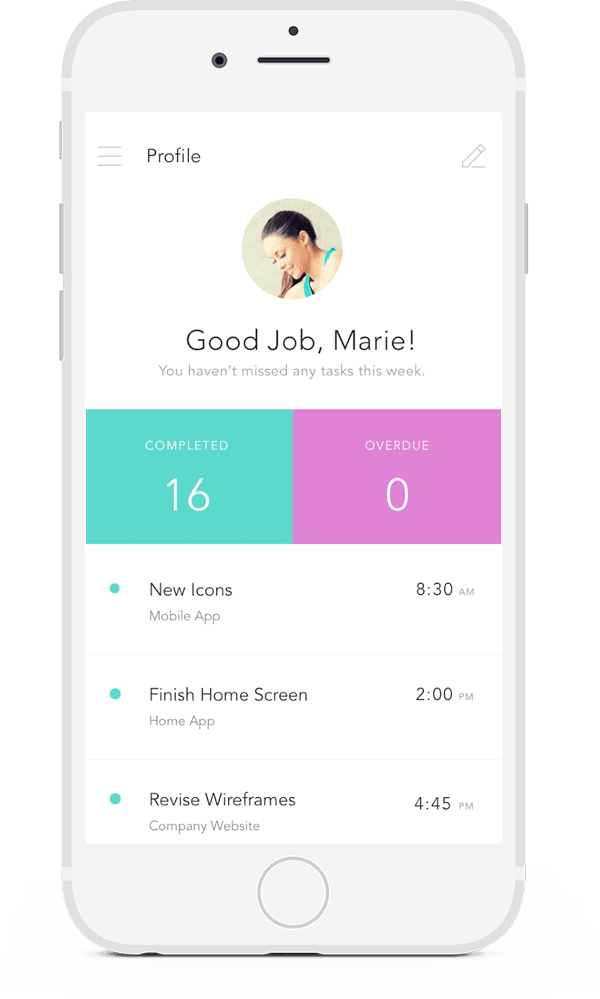 Profile
Good Job, Marie!
You haven't missed any tasks this week.
COMPLETED OVERDUE
16 0
New Icons 8:30 AM
Mobile App
Finish Home Screen 2:00 PM
Home App
Revise Wireframes 4:45 PM
Company Website